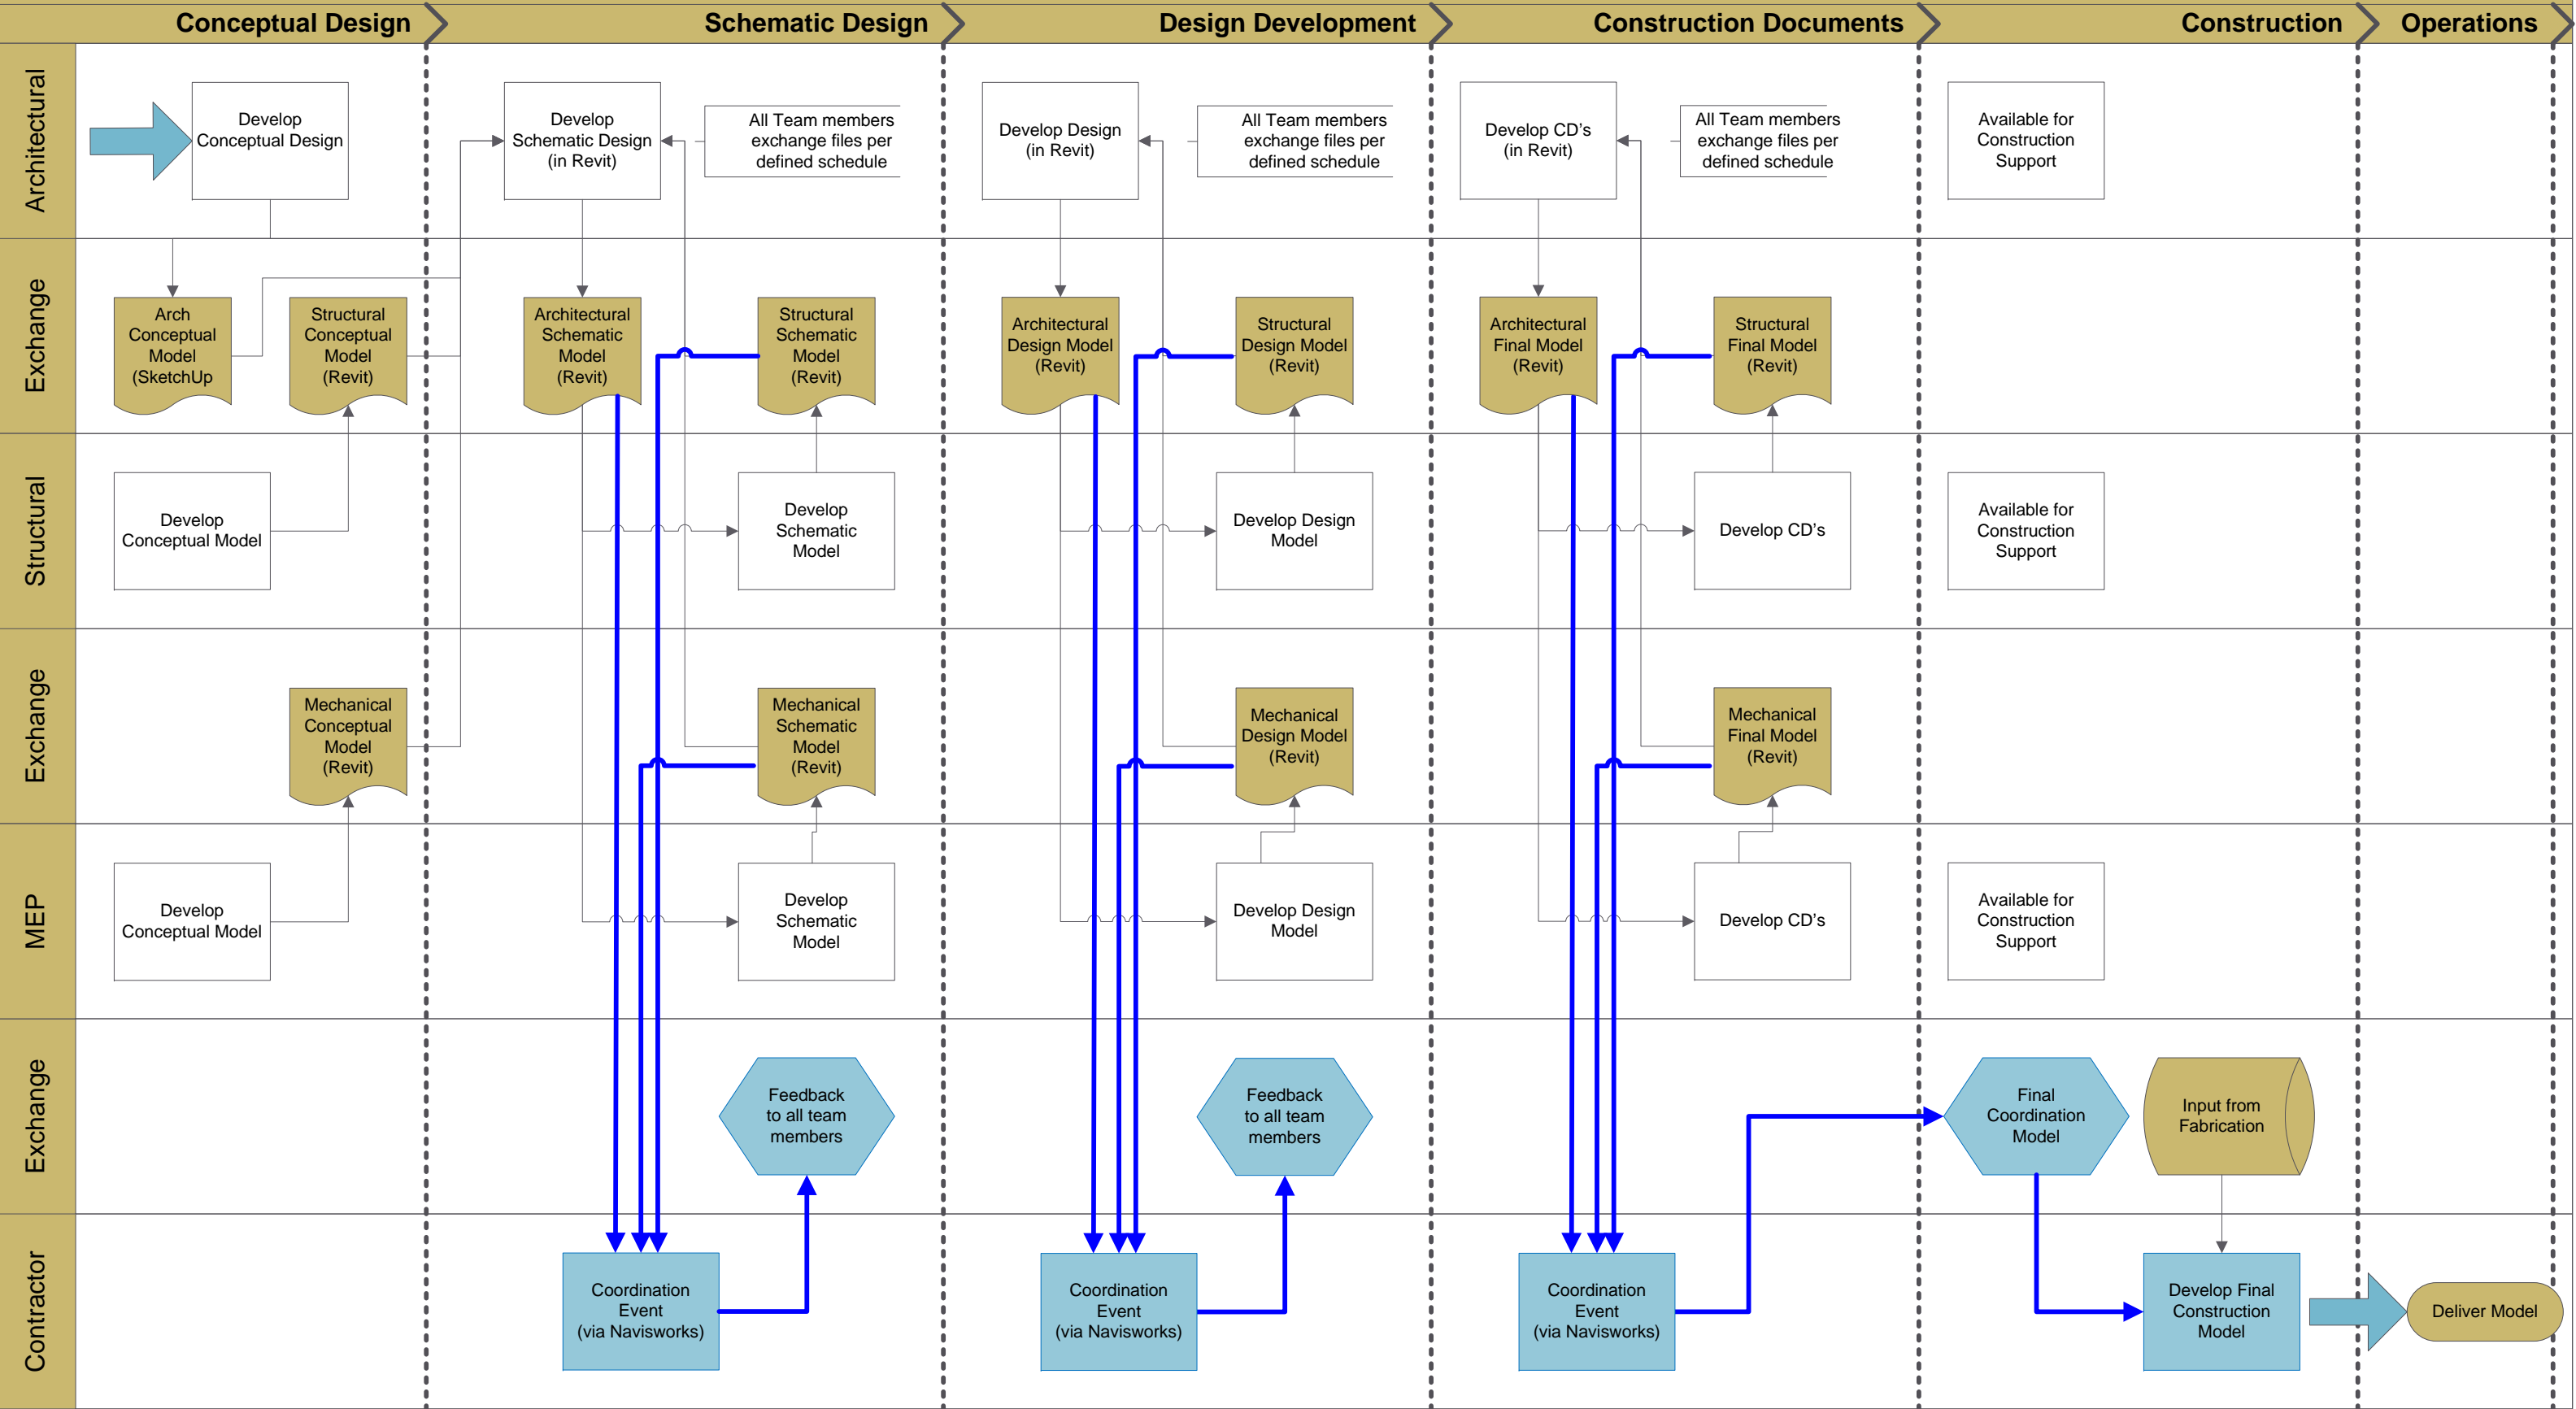 Conceptual Design
Schematic Design
Design Development
Construction Documents
Construction
Operations
Architectural
Develop
Conceptual Design
Develop
Schematic Design
(in Revit)
All Team members
exchange files per
defined schedule
Develop Design
(in Revit)
All Team members
exchange files per
defined schedule
Develop CD's
(in Revit)
All Team members
exchange files per
defined schedule
Available for
Construction
Support
Exchange
Arch
Conceptual
Model
(SketchUp
Structural
Conceptual
Model
(Revit)
Architectural
Schematic
Model
(Revit)
Structural
Schematic
Model
(Revit)
Architectural
Design Model
(Revit)
Structural
Design Model
(Revit)
Architectural
Final Model
(Revit)
Structural
Final Model
(Revit)
Structural
Develop
Conceptual Model
Develop
Schematic
Model
Develop Design
Model
Develop CD's
Available for
Construction
Support
Exchange
Mechanical
Conceptual
Model
(Revit)
Mechanical
Schematic
Model
(Revit)
Mechanical
Design Model
(Revit)
Mechanical
Final Model
(Revit)
MEP
Develop
Conceptual Model
Develop
Schematic
Model
Develop Design
Model
Develop CD's
Available for
Construction
Support
Exchange
Feedback
to all team
members
Feedback
to all team
members
Final
Coordination
Model
Input from
Fabrication
Contractor
Coordination
Event
(via Navisworks)
Coordination
Event
(via Navisworks)
Coordination
Event
(via Navisworks)
Develop Final
Construction
Model
Deliver Model